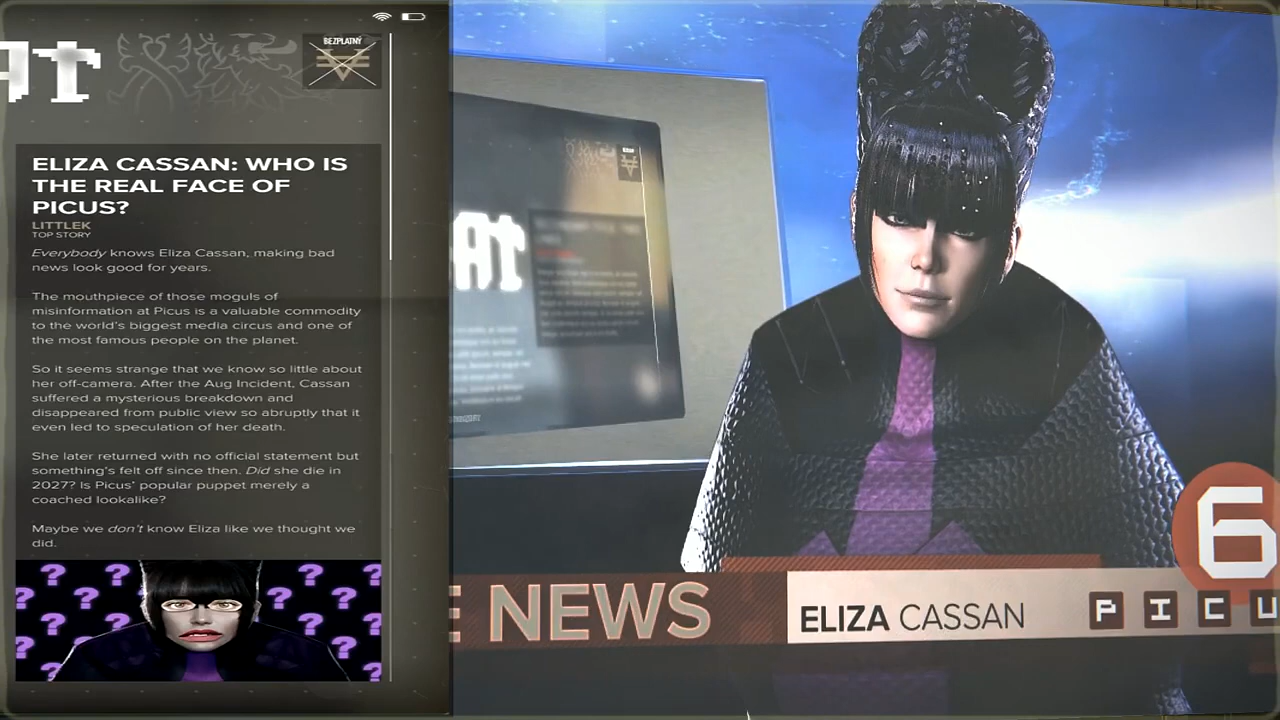 BEZPLATNÝ
ELIZA CASSAN: WHO IS
THE REAL FACE OF
PICUS?
LITTLEK
TOP STORY
Everybody knows Eliza Cassan, making bad
news look good for years.
The mouthpiece of those moguls of
misinformation at Picus is a valuable commodity
to the world's biggest media circus and one of
the most famous people on the planet.
So it seems strange that we know so little about
her off-camera. After the Aug Incident, Cassan
suffered a mysterious breakdown and
disappeared from public view so abruptly that it
even led to speculation of her death.
She later returned with no official statement but
something's felt off since then. Did she die in
2027? Is Picus' popular puppet merely a
coached lookalike?
Maybe we don't know Eliza like we thought we
did.
? ? ? ? ? ? ? ? ? ? ? ? ? ? ?
E NEWS
ELIZA CASSAN
PICU
6